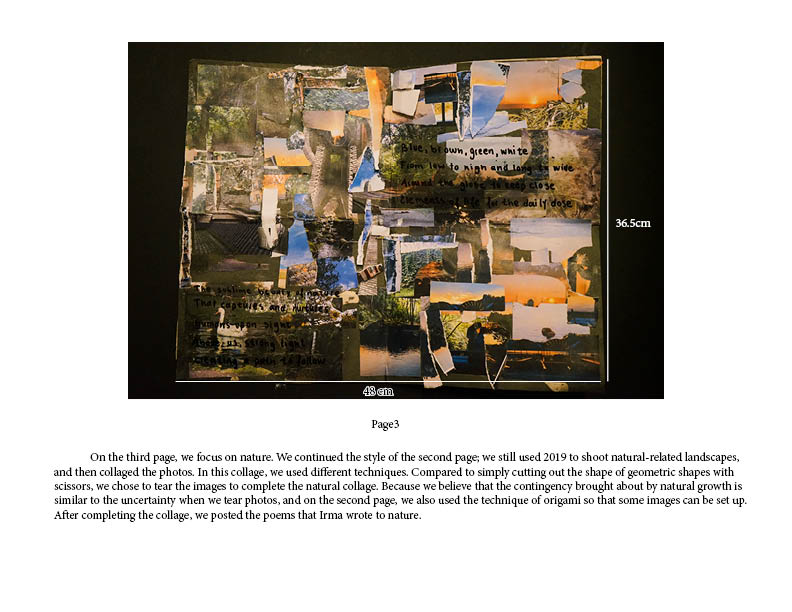 Blue, brown, green, white
From low to high and long to wide
Around the globe to keep close
Elements of life for the daily dose
36.5cm
The sublime beauty of nature
That captures and nurtures
Humans upon sight
Above us, strong light
Creating a path to follow
48 cm
Page3
On the third page, we focus on nature. We continued the style of the second page; we still used 2019 to shoot natural-related landscapes,
and then collaged the photos. In this collage, we used different techniques. Compared to simply cutting out the shape of geometric shapes with
scissors, we chose to tear the images to complete the natural collage. Because we believe that the contingency brought about by natural growth is
similar to the uncertainty when we tear photos, and on the second page, we also used the technique of origami so that some images can be set up.
After completing the collage, we posted the poems that Irma wrote to nature.